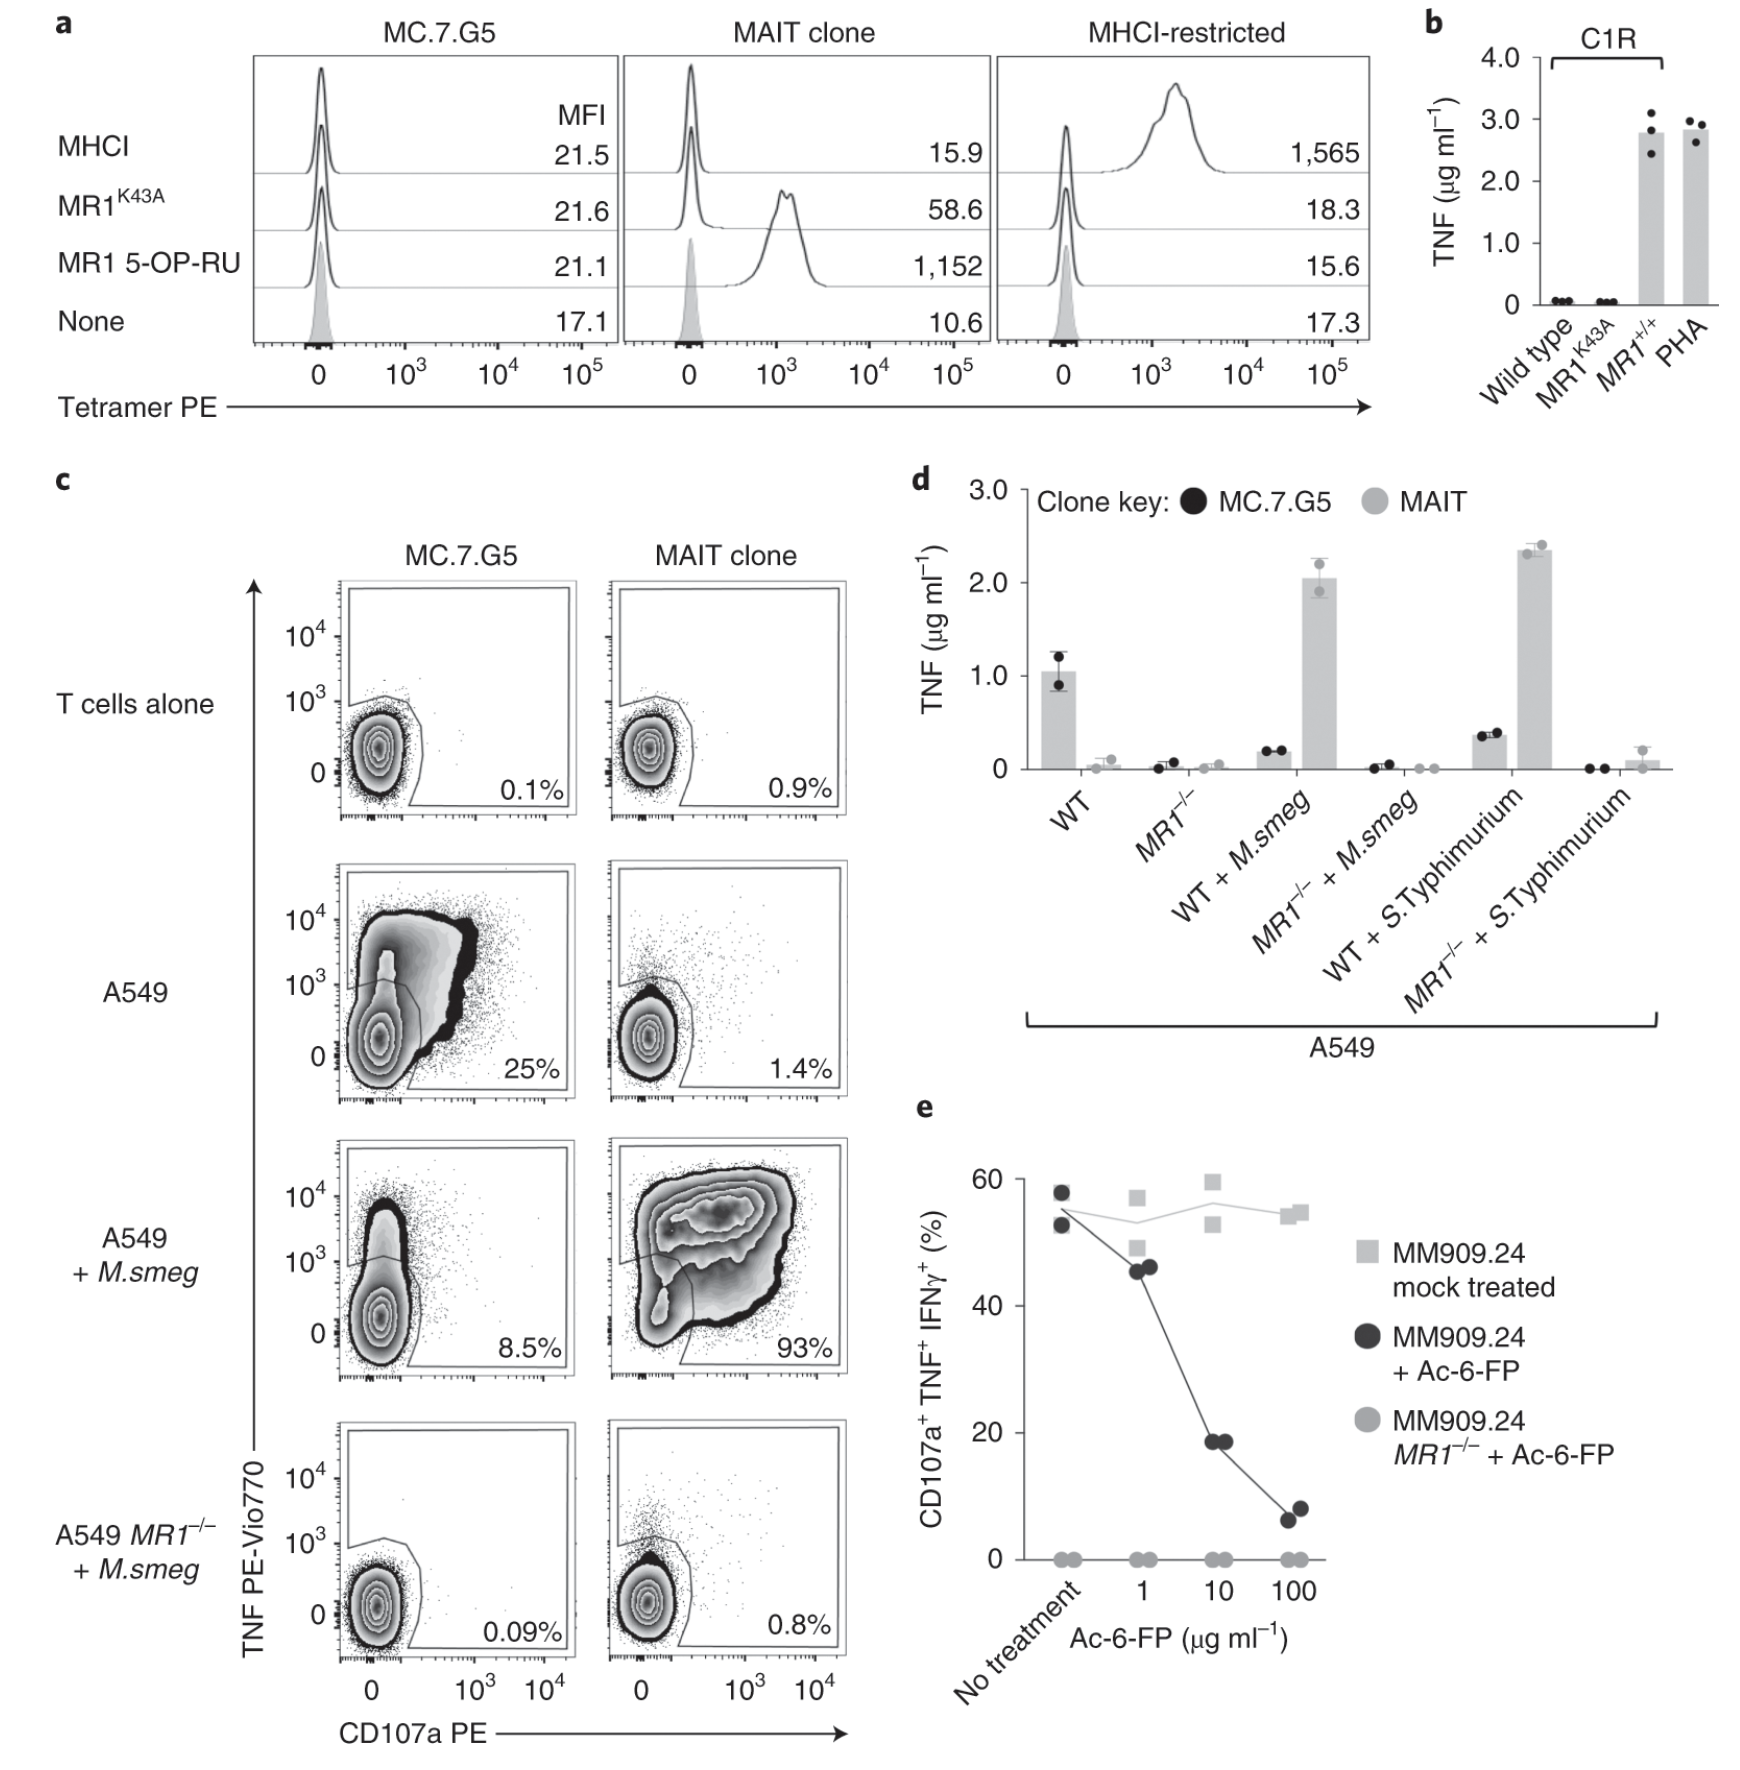 a
MC.7.G5
MAIT clone
MHCI-restricted
MFI
MHCI
21.5
15.9
1,565
MR1K43A
21.6
58.6
18.3
MR1 5-OP-RU
21.1
1,152
15.6
None
17.1
10.6
17.3
0 10³ 10⁴ 10⁵
0 10³ 10⁴ 10⁵
0 10³ 10⁴ 10⁵
Tetramer PE
b
C1R
4.0
3.0
2.0
1.0
0
TNF (μg ml⁻¹)
Wild type
MR1K43A
MR1+/+
PHA
c
MC.7.G5
MAIT clone
T cells alone
10⁴
10³
0
0.1%
0.9%
A549
10⁴
10³
0
25%
1.4%
A549
+ M.smeg
10⁴
10³
0
8.5%
93%
A549 MR1−/−
+ M.smeg
10⁴
10³
0
0.09%
0.8%
TNF PE-Vio770
0 10³ 10⁴
0 10³ 10⁴
CD107a PE
d
Clone key: MC.7.G5 MAIT
3.0
2.0
1.0
0
TNF (μg ml⁻¹)
WT
MR1−/−
WT + M.smeg
MR1−/− + M.smeg
WT + S.Typhimurium
MR1−/− + S.Typhimurium
A549
e
60
40
20
0
CD107a⁺ TNF⁺ IFNγ⁺ (%)
No treatment
1
10
100
Ac-6-FP (μg ml⁻¹)
MM909.24
mock treated
MM909.24
+ Ac-6-FP
MM909.24
MR1−/− + Ac-6-FP